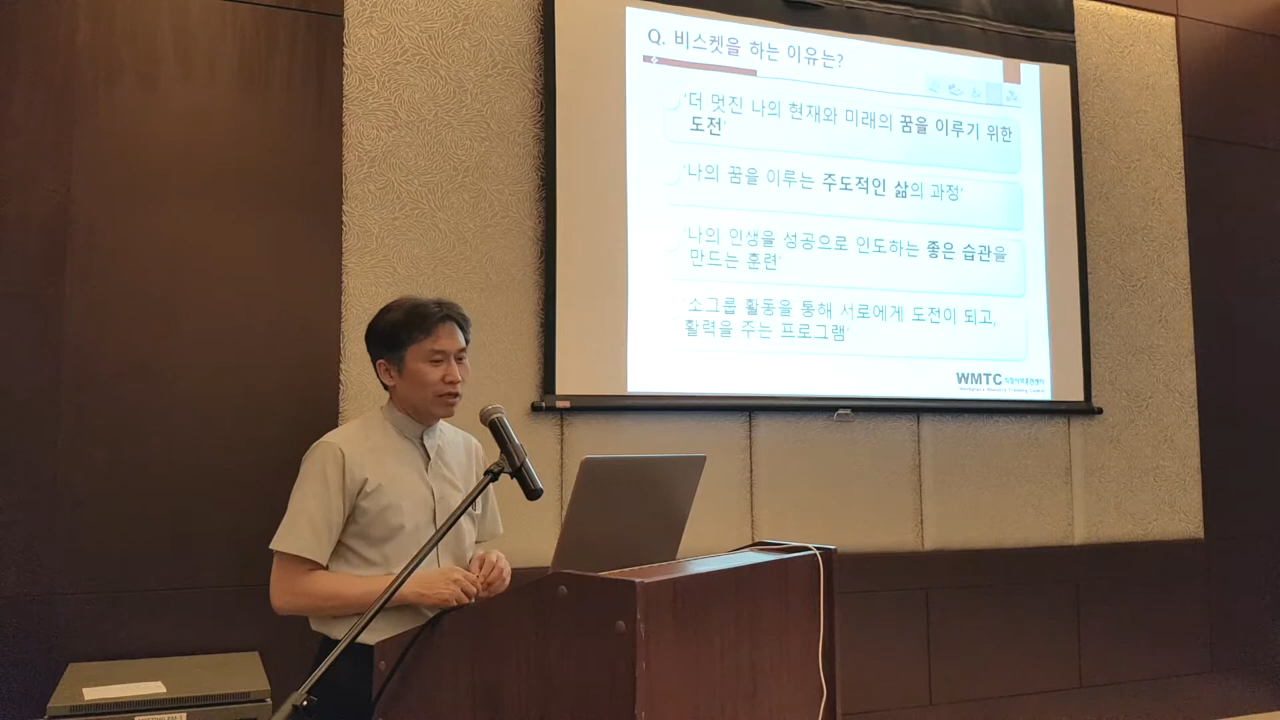 Q. 비스켓을 하는 이유는?
'더 멋진 나의 현재와 미래의 꿈을 이루기 위한
도전'
'나의 꿈을 이루는 주도적인 삶의 과정'
'나의 인생을 성공으로 인도하는 좋은 습관을
만드는 훈련'
'소그룹 활동을 통해 서로에게 도전이 되고,
활력을 주는 프로그램'
WMTC